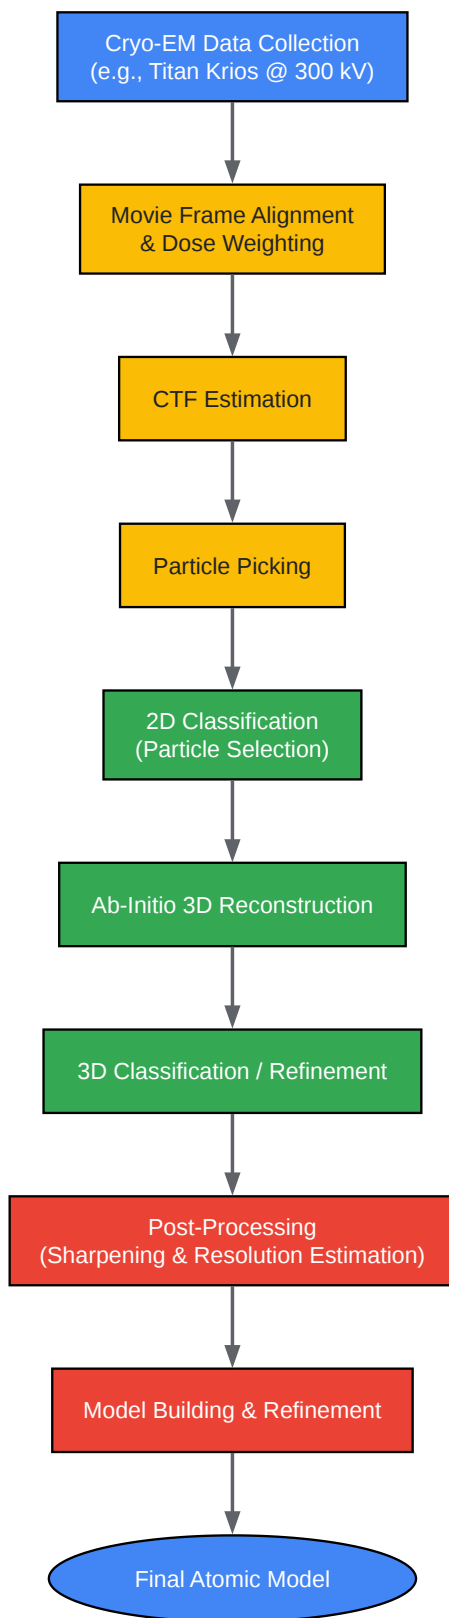 Cryo-EM Data Collection
(e.g., Titan Krios @ 300 kV)
Movie Frame Alignment
& Dose Weighting
CTF Estimation
Particle Picking
2D Classification
(Particle Selection)
Ab-Initio 3D Reconstruction
3D Classification / Refinement
Post-Processing
(Sharpening & Resolution Estimation)
Model Building & Refinement
Final Atomic Model